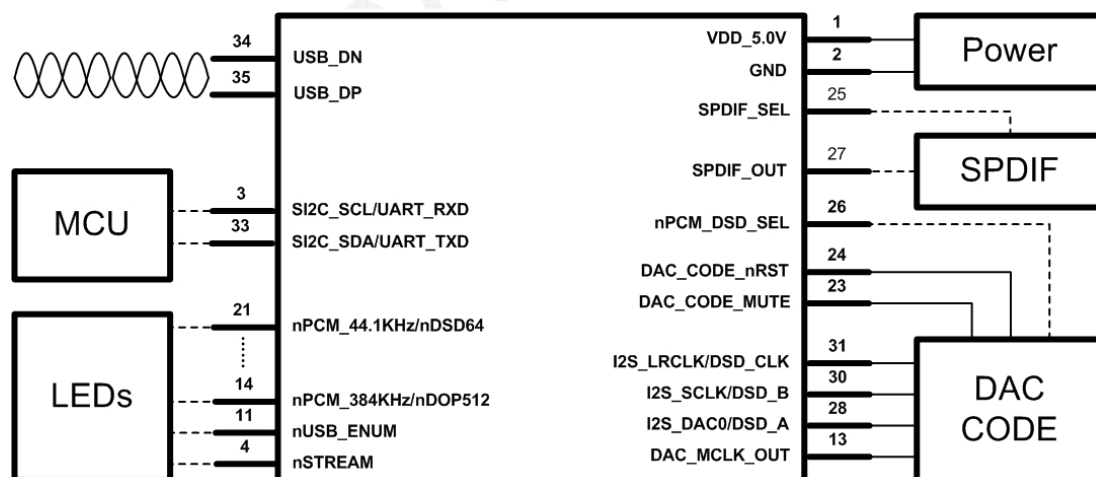 34
USB_DN
35
USB_DP
MCU
3
SI2C_SCL/UART_RXD
33
SI2C_SDA/UART_TXD
LEDs
21
nPCM_44.1KHz/nDSD64
14
nPCM_384KHz/nDOP512
11
nUSB_ENUM
4
nSTREAM
VDD_5.0V
1
GND
2
Power
SPDIF_SEL
25
SPDIF_OUT
27
SPDIF
nPCM_DSD_SEL
26
DAC_CODE_nRST
24
DAC_CODE_MUTE
23
I2S_LRCLK/DSD_CLK
31
I2S_SCLK/DSD_B
30
I2S_DAC0/DSD_A
28
DAC_MCLK_OUT
13
DAC
CODE